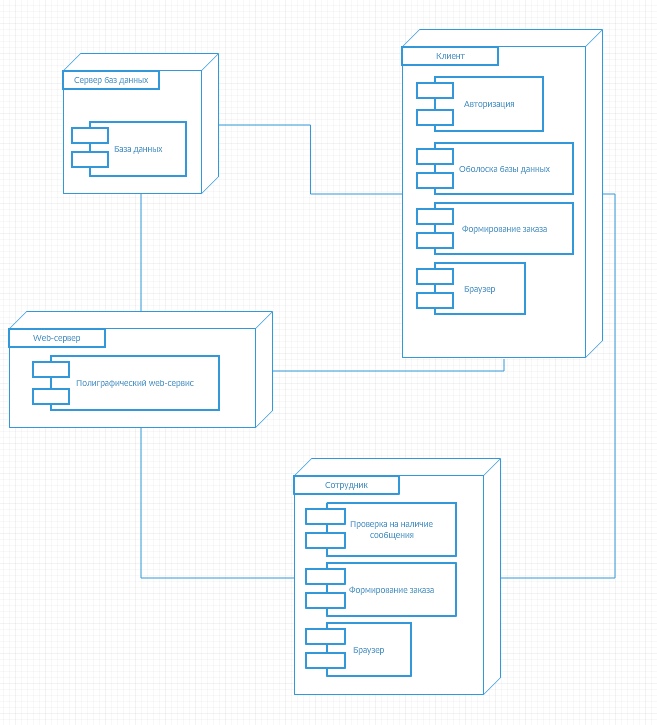 Сервер баз данных
База данных
Клиент
Авторизация
Оболоска базы данных
Формирование заказа
Браузер
Web-сервер
Полиграфический web-сервис
Сотрудник
Проверка на наличие
сообщения
Формирование заказа
Браузер